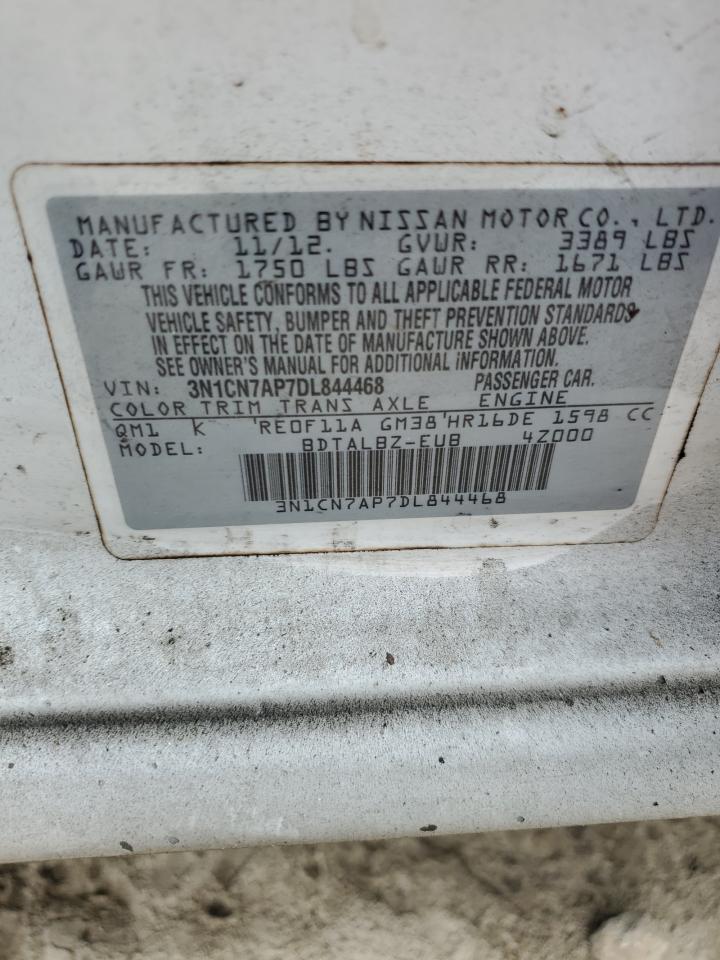 MANUFACTURED BY NISSAN MOTOR CO., LTD.
DATE: 11/12. GVWR: 3389 LBS
GAWR FR: 1750 LBS GAWR RR: 1671 LBS
THIS VEHICLE CONFORMS TO ALL APPLICABLE FEDERAL MOTOR
VEHICLE SAFETY, BUMPER AND THEFT PREVENTION STANDARDS
IN EFFECT ON THE DATE OF MANUFACTURE SHOWN ABOVE.
SEE OWNER'S MANUAL FOR ADDITIONAL INFORMATION
VIN: 3N1CN7AP7DL844468 PASSENGER CAR.
COLOR TRIM TRANS AXLE ENGINE
QM1 K 'RE0F11A GM38'HR16DE 1598 CC
MODEL: BDTALBZ-EUB 4Z000
3N1CN7AP7DL844468